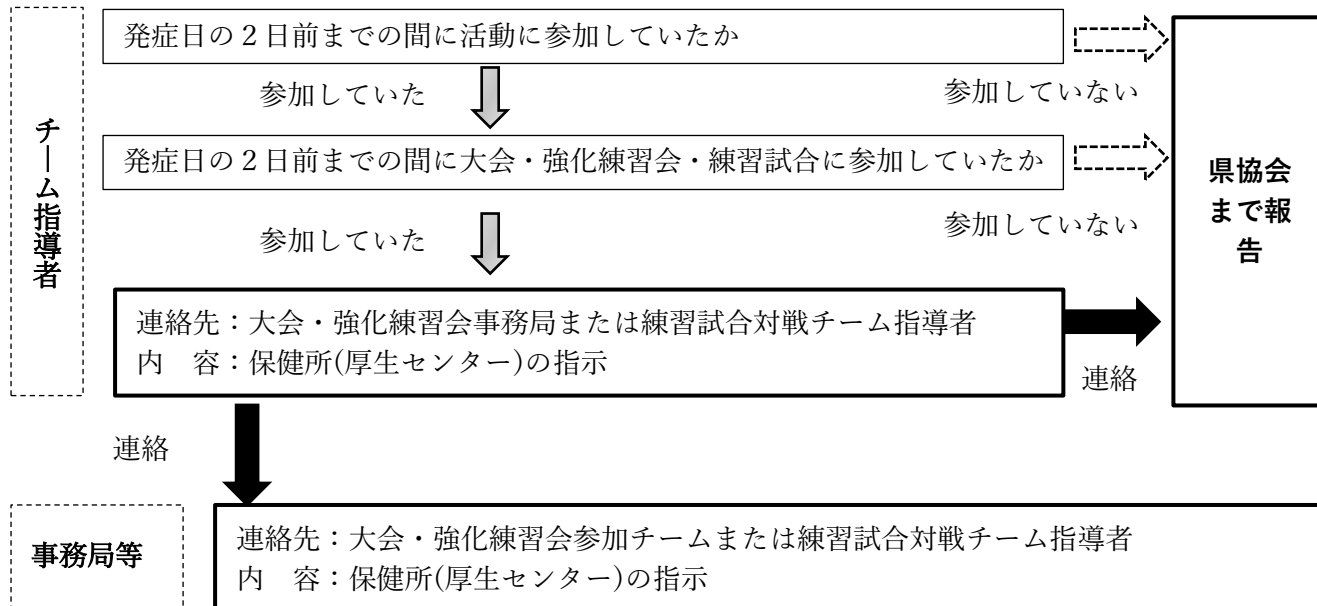 チーム指導者
発症日の２日前までの間に活動に参加していたか
参加していた
参加していない
発症日の２日前までの間に大会・強化練習会・練習試合に参加していたか
参加していた
参加していない
県協会
まで報
告
連絡先：大会・強化練習会事務局または練習試合対戦チーム指導者
内　容：保健所(厚生センター)の指示
連絡
連絡
事務局等
連絡先：大会・強化練習会参加チームまたは練習試合対戦チーム指導者
内　容：保健所(厚生センター)の指示